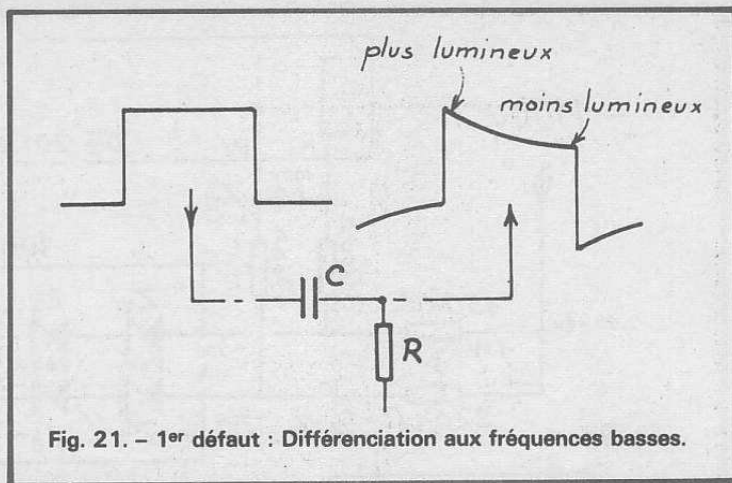 plus lumineux
moins lumineux
C
R
Fig. 21. – 1er défaut : Différenciation aux fréquences basses.